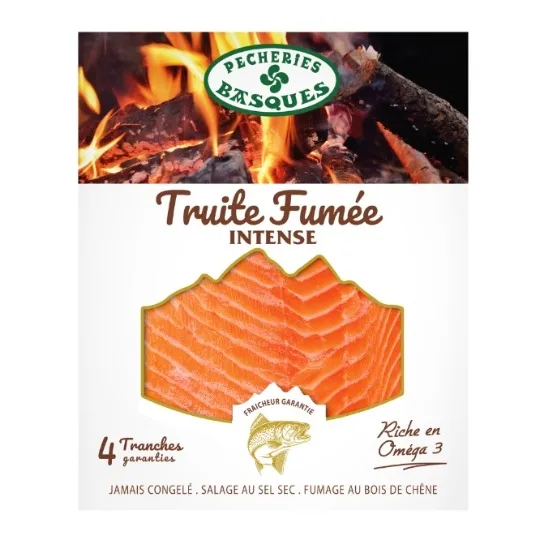 PECHERIES
BASQUES
Truite Fumée
INTENSE
FRAICHEUR GARANTIE
4 Tranches
garanties
Riche en
Oméga 3
JAMAIS CONGELÉ . SALAGE AU SEL SEC . FUMAGE AU BOIS DE CHÊNE